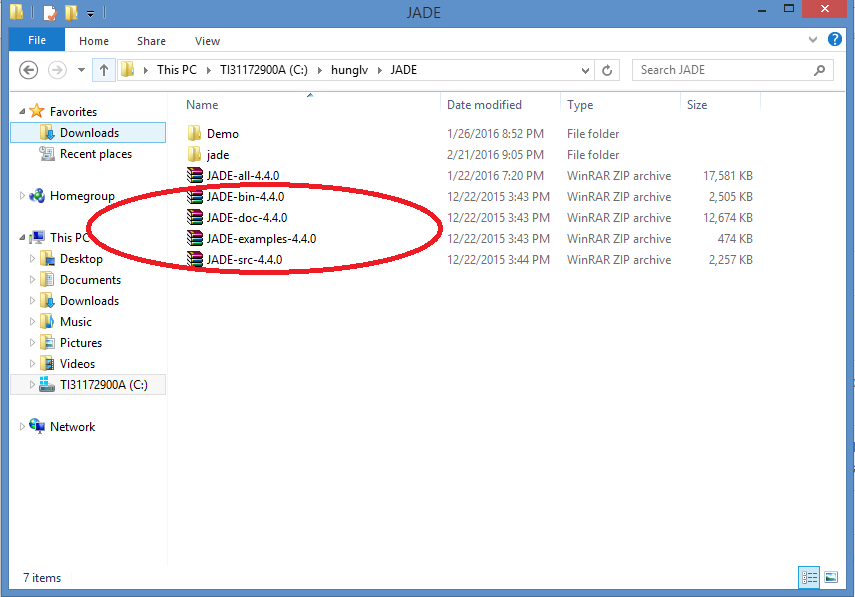 JADE
File Home Share View
This PC TI31172900A (C:) hunglv JADE Search JADE
Name Date modified Type Size
Favorites
Downloads
Recent places
Homegroup
This PC
Desktop
Documents
Downloads
Music
Pictures
Videos
TI31172900A (C:)
Network
Demo 1/26/2016 8:52 PM File folder
jade 2/21/2016 9:05 PM File folder
JADE-all-4.4.0 1/22/2016 7:20 PM WinRAR ZIP archive 17,581 KB
JADE-bin-4.4.0 12/22/2015 3:43 PM WinRAR ZIP archive 2,505 KB
JADE-doc-4.4.0 12/22/2015 3:43 PM WinRAR ZIP archive 12,674 KB
JADE-examples-4.4.0 12/22/2015 3:43 PM WinRAR ZIP archive 474 KB
JADE-src-4.4.0 12/22/2015 3:44 PM WinRAR ZIP archive 2,257 KB
7 items